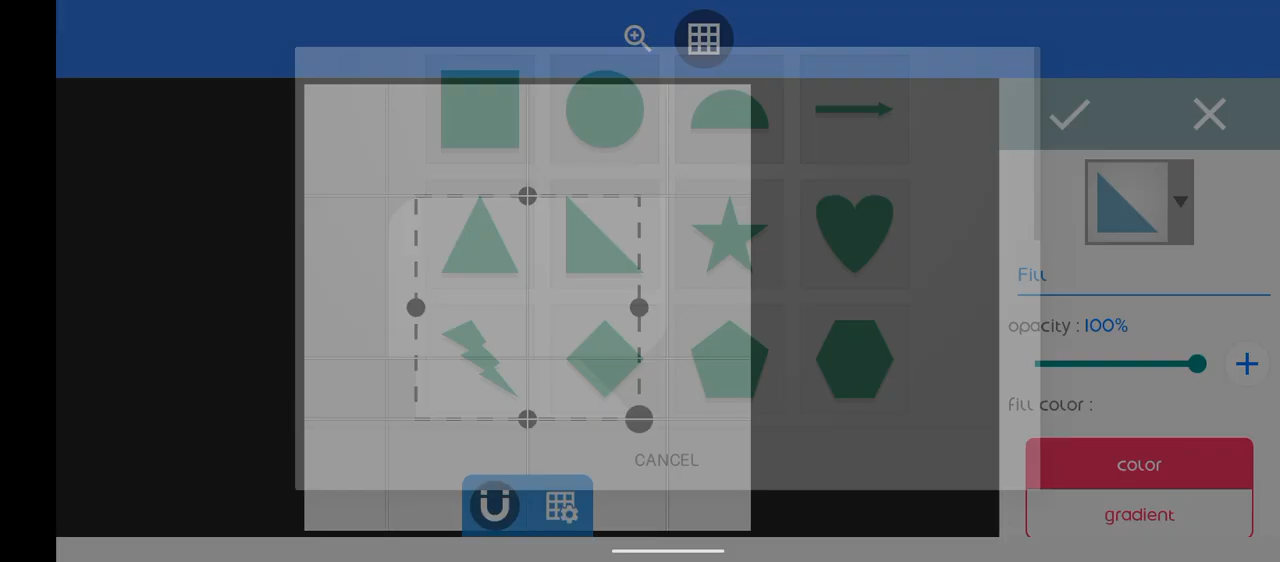 Fill
opacity : 100%
fill color :
color
CANCEL
gradient